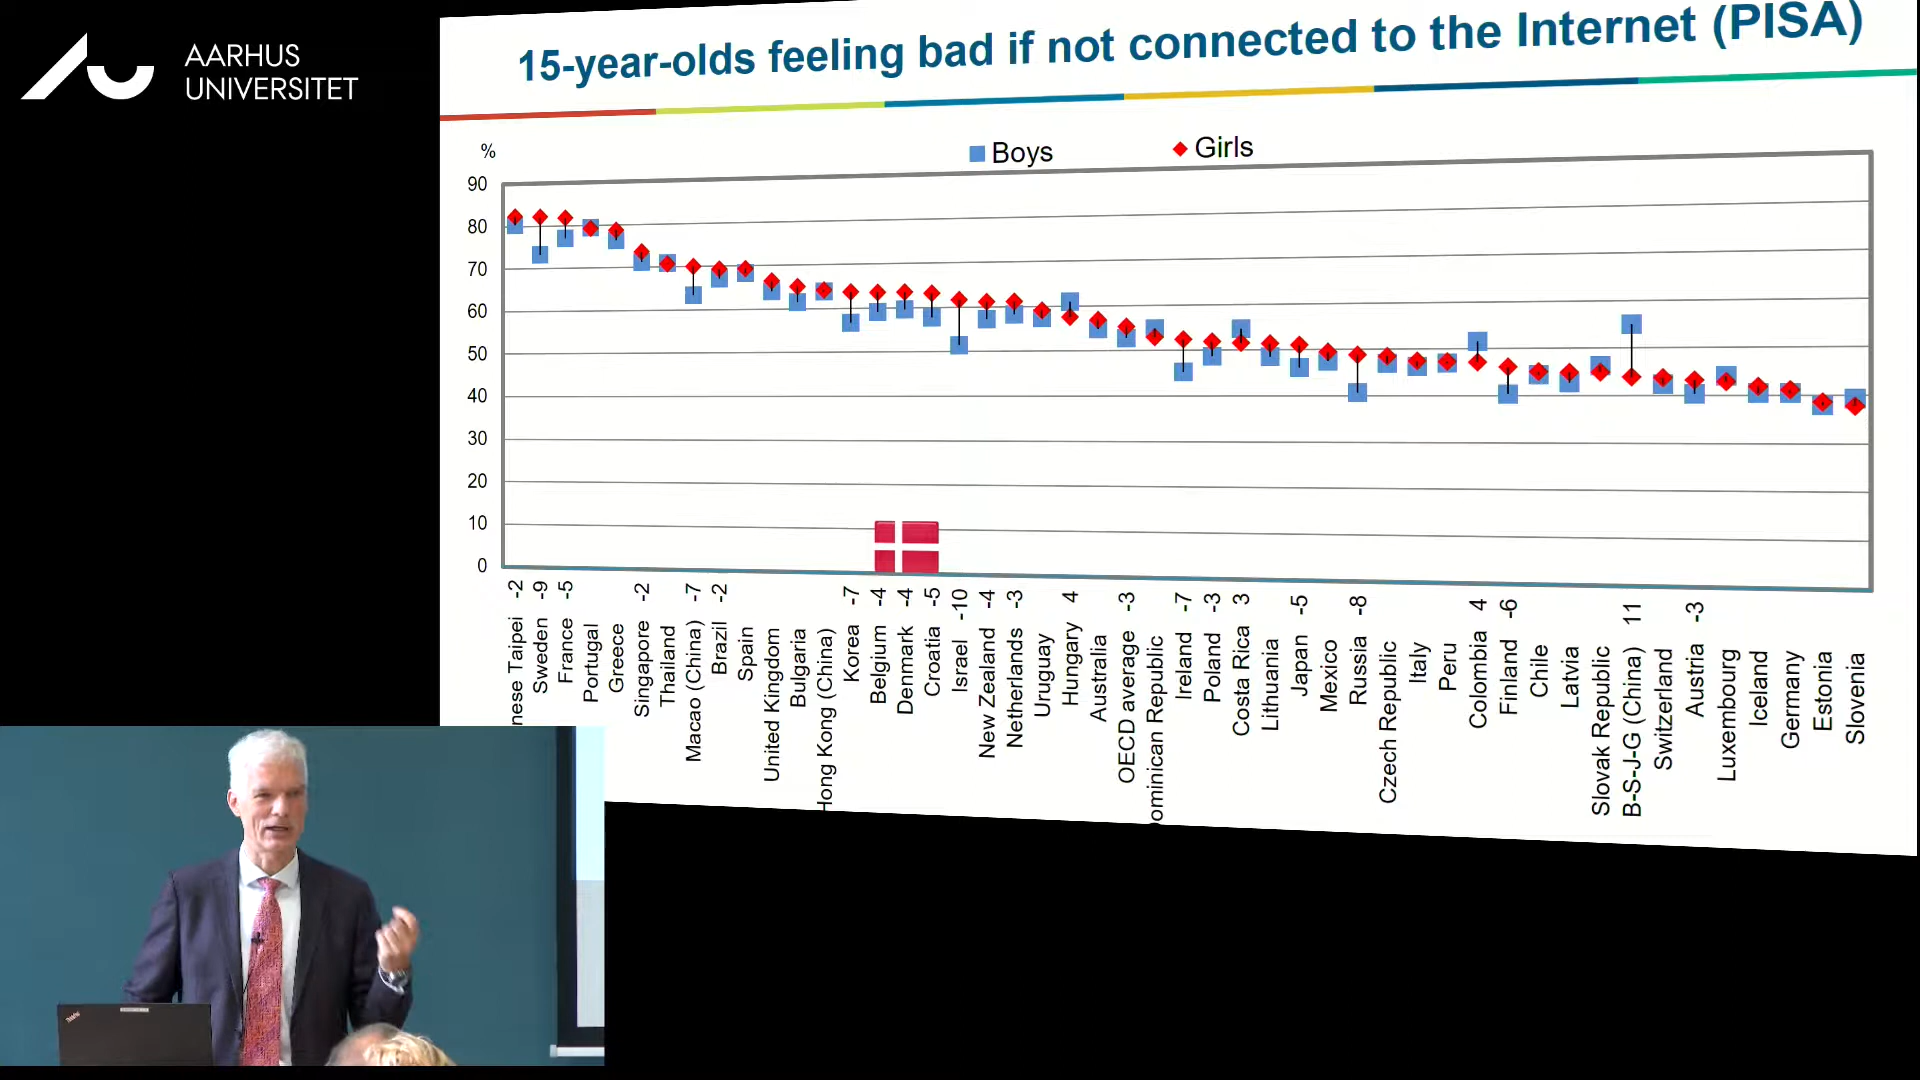 AARHUS
UNIVERSITET
15-year-olds feeling bad if not connected to the Internet (PISA)
%
Boys
Girls
90
80
70
60
50
40
30
20
10
0
-2
-9
-5
-2
-7
-2
-7
-4
-4
-5
-10
-4
-3
4
-3
-7
-3
3
-5
-8
4
-6
11
-3
nese Taipei
Sweden
France
Portugal
Greece
Singapore
Thailand
Macao (China)
Brazil
Spain
United Kingdom
Bulgaria
Hong Kong (China)
Korea
Belgium
Denmark
Croatia
Israel
New Zealand
Netherlands
Uruguay
Hungary
Australia
OECD average
ominican Republic
Ireland
Poland
Costa Rica
Lithuania
Japan
Mexico
Russia
Czech Republic
Italy
Peru
Colombia
Finland
Chile
Latvia
Slovak Republic
B-S-J-G (China)
Switzerland
Austria
Luxembourg
Iceland
Germany
Estonia
Slovenia
ThinkPad